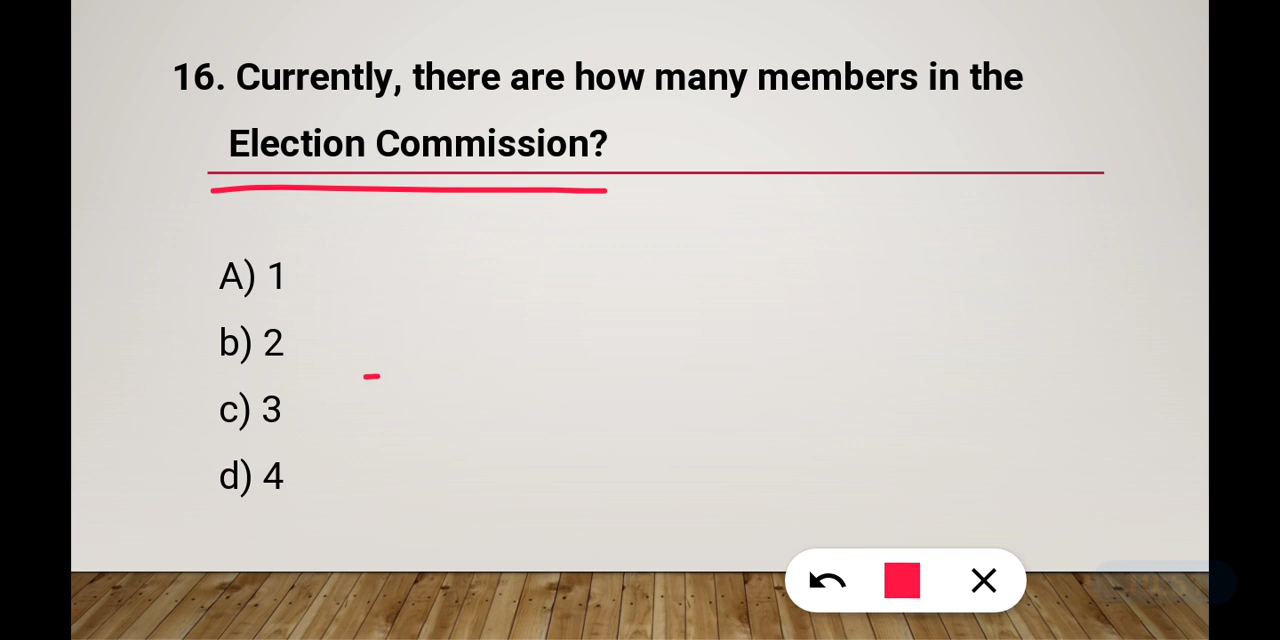 16. Currently, there are how many members in the
Election Commission?
A) 1
b) 2
c) 3
d) 4